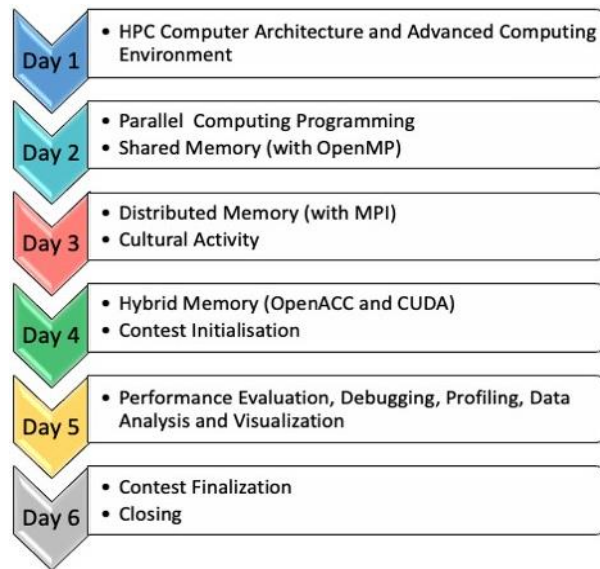 Day 1
• HPC Computer Architecture and Advanced Computing
Environment
Day 2
• Parallel Computing Programming
• Shared Memory (with OpenMP)
Day 3
• Distributed Memory (with MPI)
• Cultural Activity
Day 4
• Hybrid Memory (OpenACC and CUDA)
• Contest Initialisation
Day 5
• Performance Evaluation, Debugging, Profiling, Data
Analysis and Visualization
Day 6
• Contest Finalization
• Closing